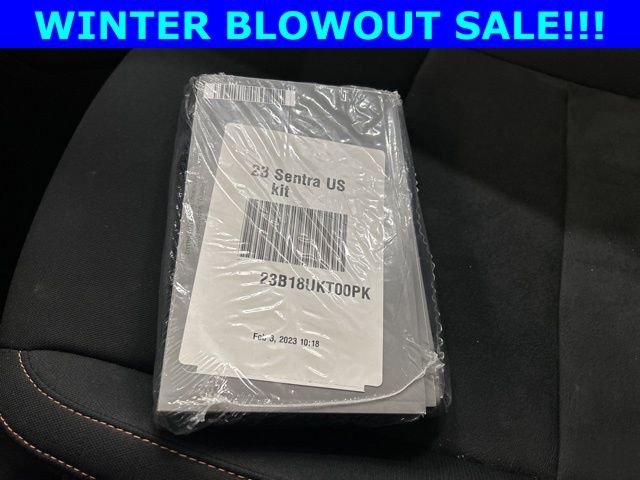 WINTER BLOWOUT SALE!!!
23 Sentra US
kit
23B18UKT00PK
Feb 3, 2023 10:18